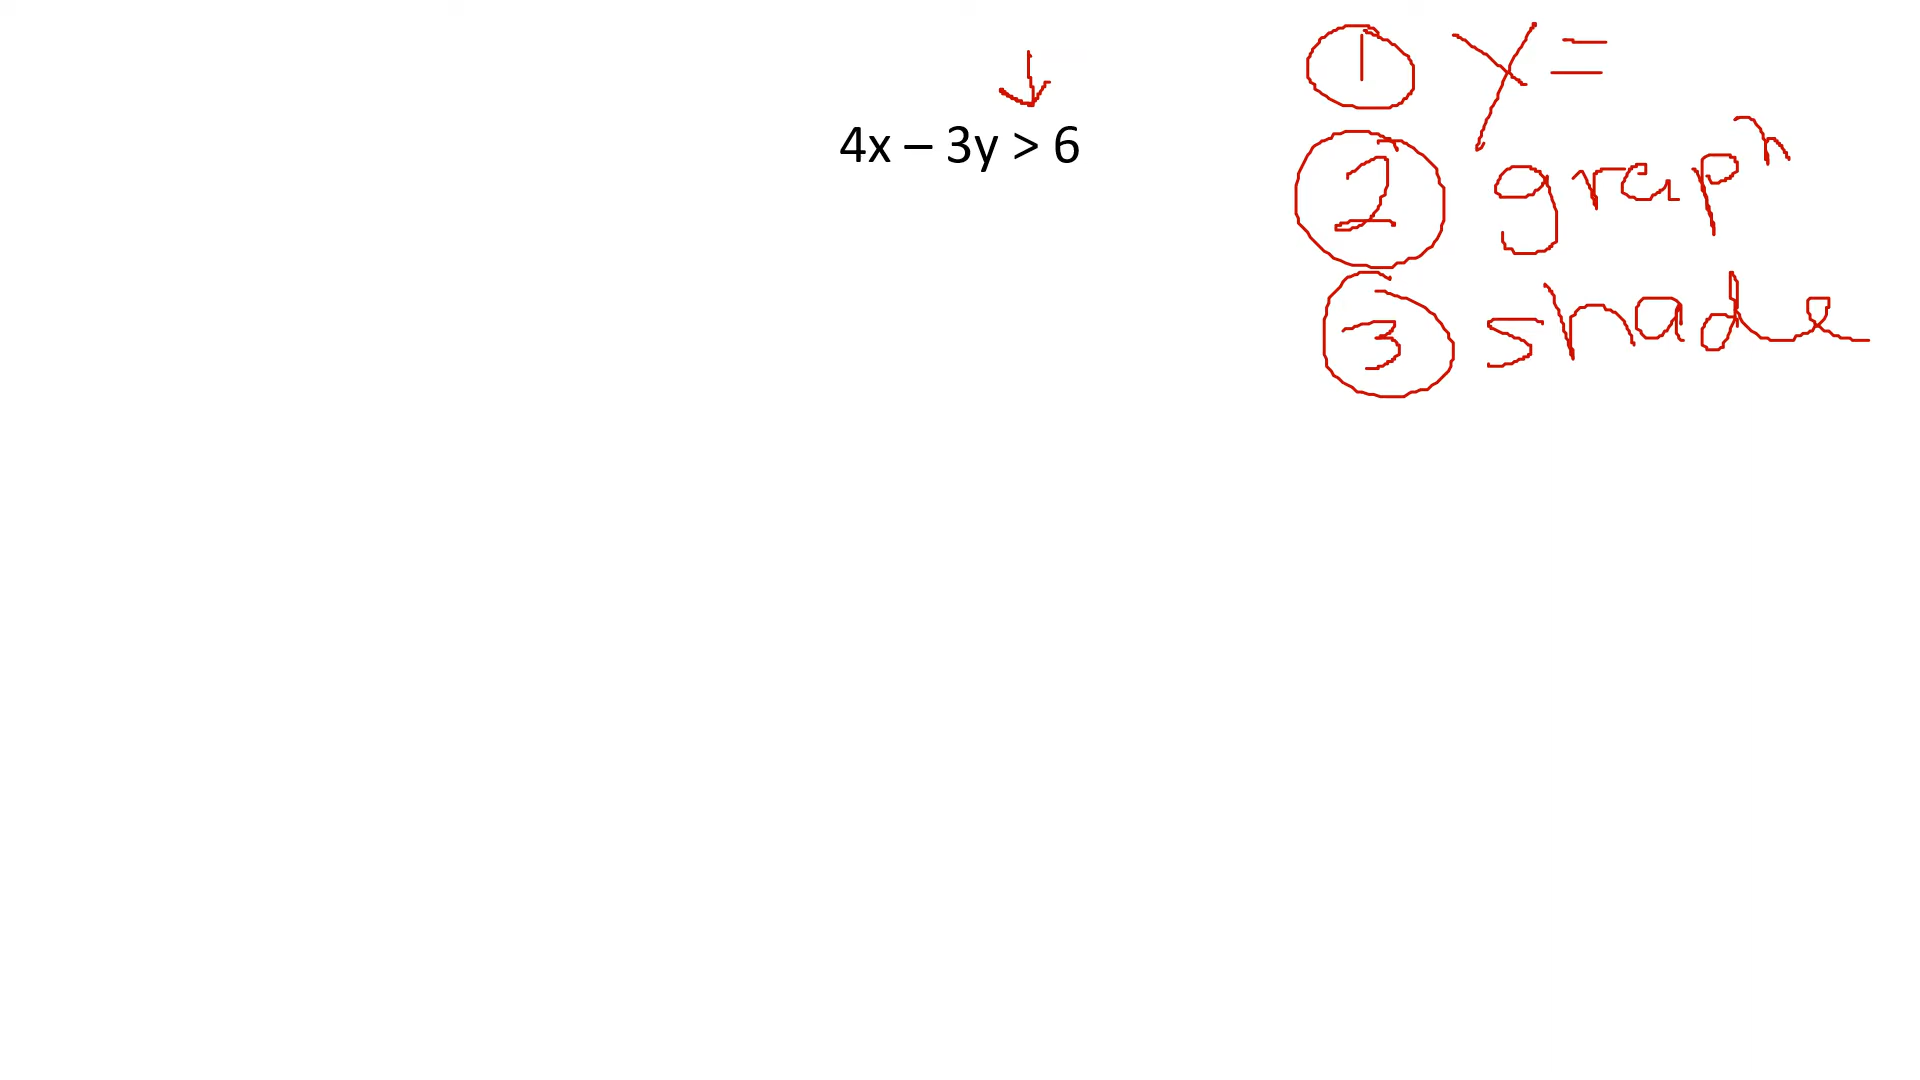 4x – 3y > 6
① y =
② graph
③ shade